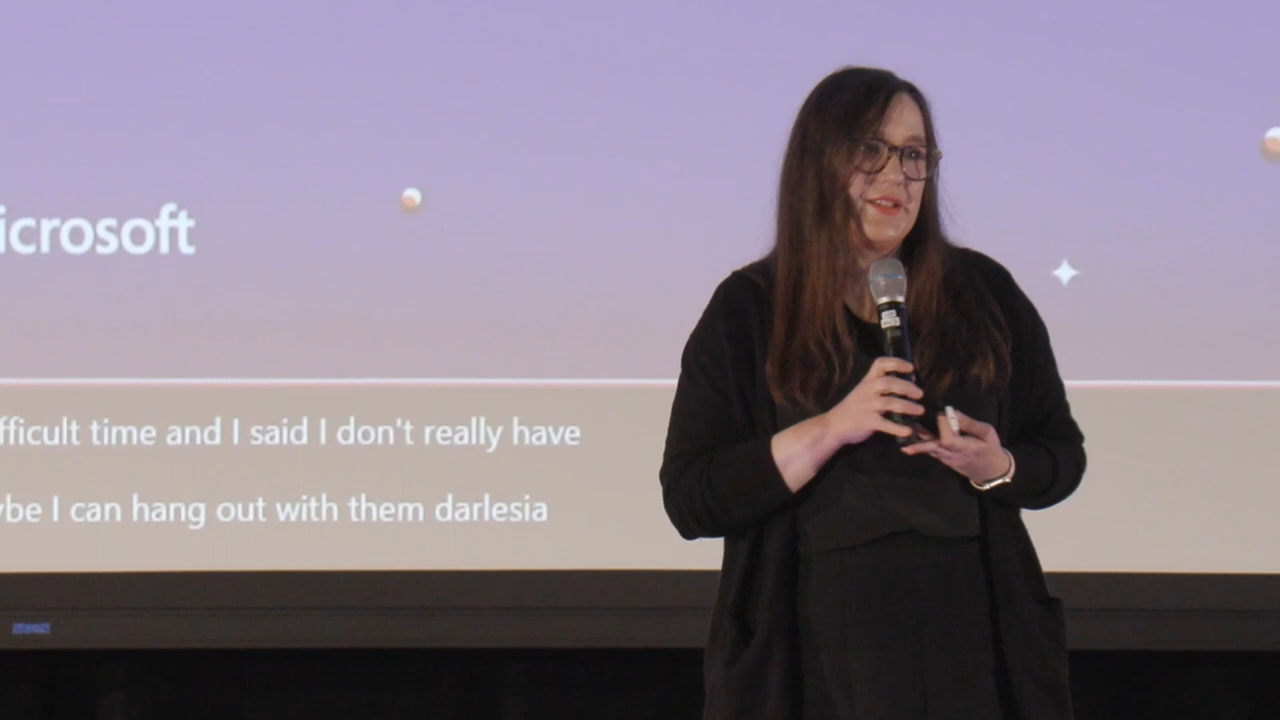 icrosoft
fficult time and I said I don't really have
ybe I can hang out with them darlesia